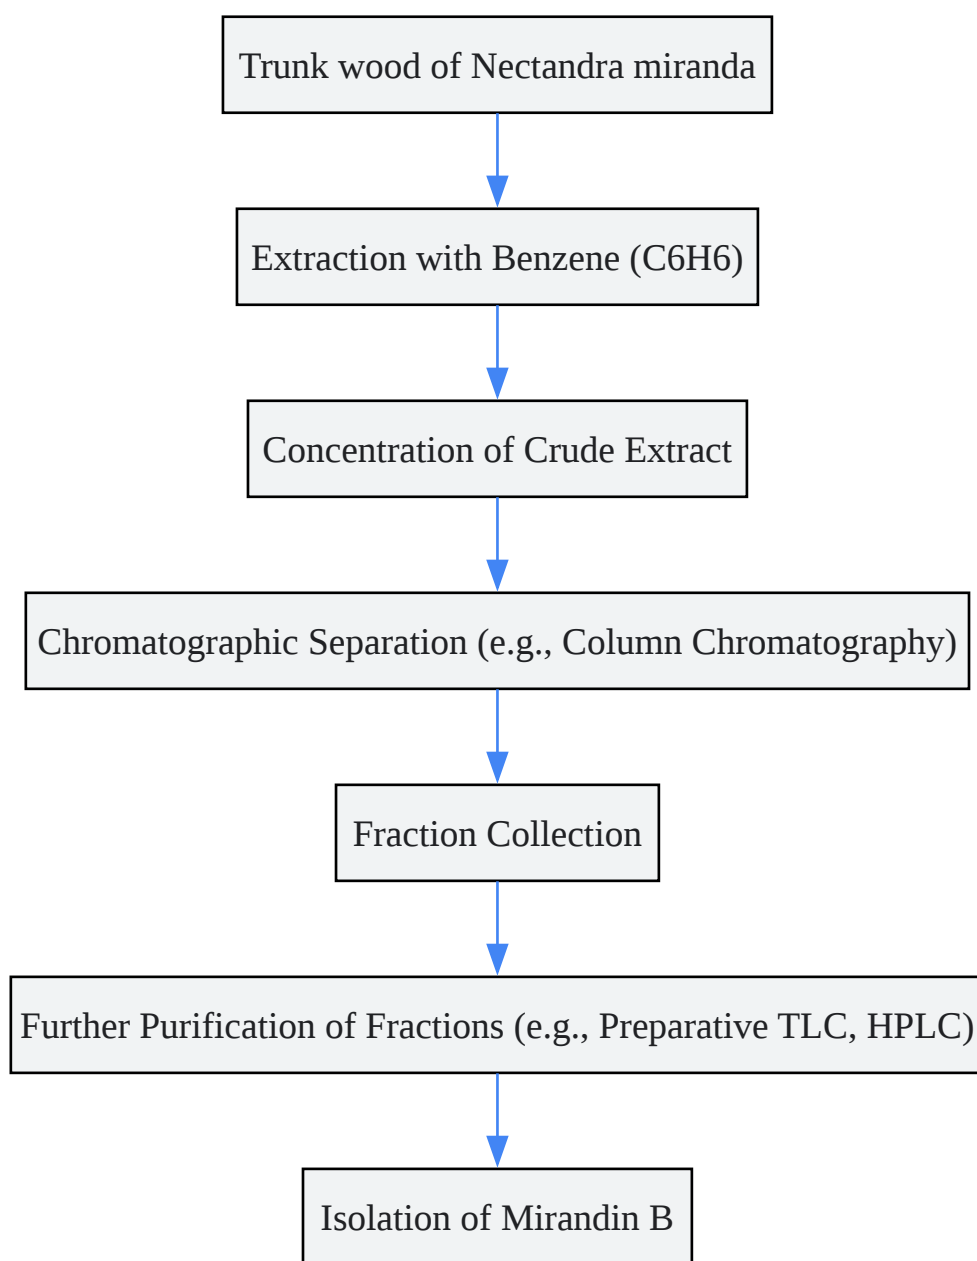 Trunk wood of Nectandra miranda
Extraction with Benzene (C6H6)
Concentration of Crude Extract
Chromatographic Separation (e.g., Column Chromatography)
Fraction Collection
Further Purification of Fractions (e.g., Preparative TLC, HPLC)
Isolation of Mirandin B